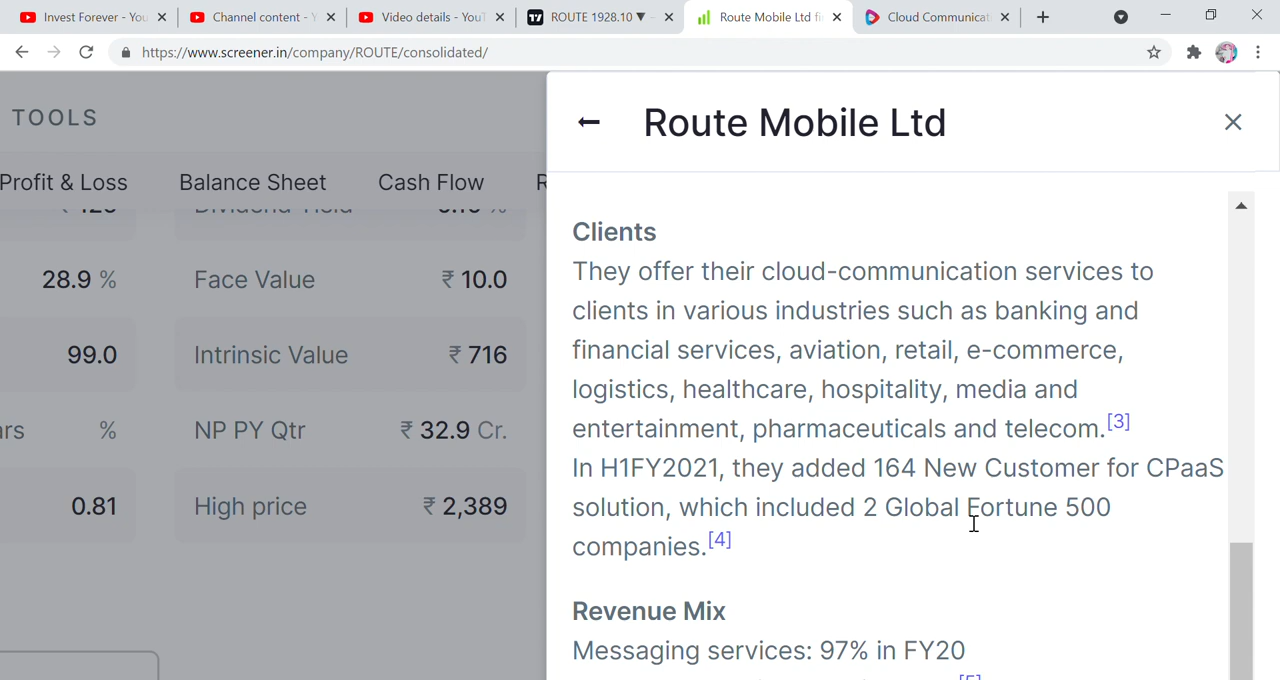 Invest Forever - You
Channel content - Y
Video details - YouT
ROUTE 1928.10 ▼ -
Route Mobile Ltd fi
Cloud Communicat
https://www.screener.in/company/ROUTE/consolidated/
TOOLS
Profit & Loss
Balance Sheet
Cash Flow
28.9 %
Face Value
₹ 10.0
99.0
Intrinsic Value
₹ 716
%
NP PY Qtr
₹ 32.9 Cr.
0.81
High price
₹ 2,389
Route Mobile Ltd
Clients
They offer their cloud-communication services to
clients in various industries such as banking and
financial services, aviation, retail, e-commerce,
logistics, healthcare, hospitality, media and
entertainment, pharmaceuticals and telecom.[3]
In H1FY2021, they added 164 New Customer for CPaaS
solution, which included 2 Global Fortune 500
companies.[4]
Revenue Mix
Messaging services: 97% in FY20